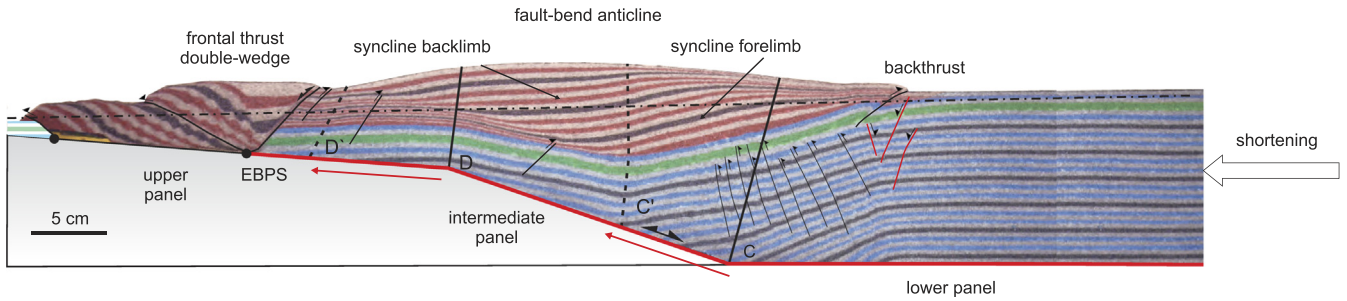 fault-bend anticline
frontal thrust
double-wedge
syncline backlimb
syncline forelimb
backthrust
shortening
D`
D
upper
panel
EBPS
C'
5 cm
intermediate
panel
C
lower panel